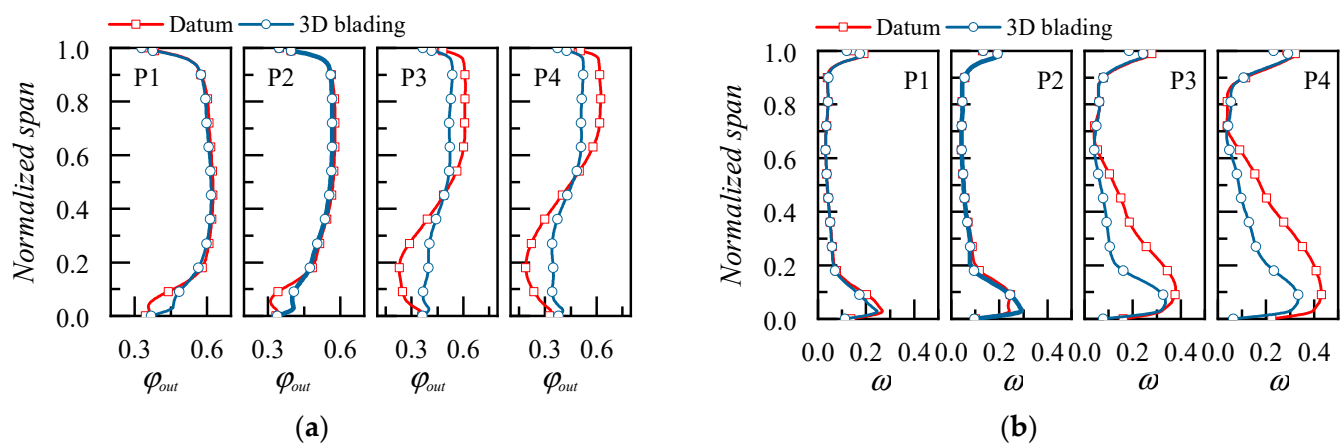 Datum 3D blading
1.0 0.8 0.6 0.4 0.2 0.0
Normalized span
P1 P2 P3 P4
0.3 0.6 0.3 0.6 0.3 0.6 0.3 0.6
φout φout φout φout
(a)
Datum 3D blading
1.0 0.8 0.6 0.4 0.2 0.0
Normalized span
P1 P2 P3 P4
0.0 0.2 0.4 0.0 0.2 0.4 0.0 0.2 0.4 0.0 0.2 0.4
ω ω ω ω
(b)